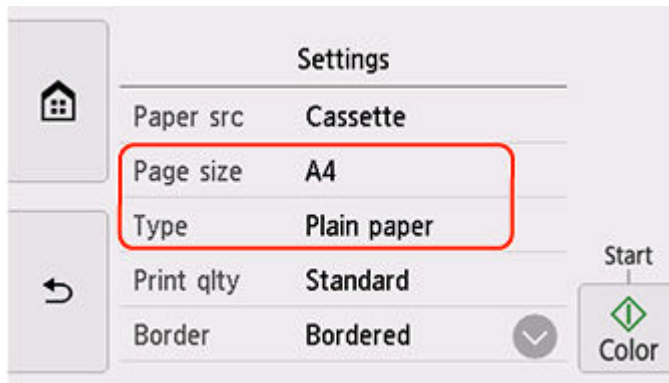 Settings
Paper src Cassette
Page size A4
Type Plain paper
Print qlty Standard
Border Bordered
Start
Color